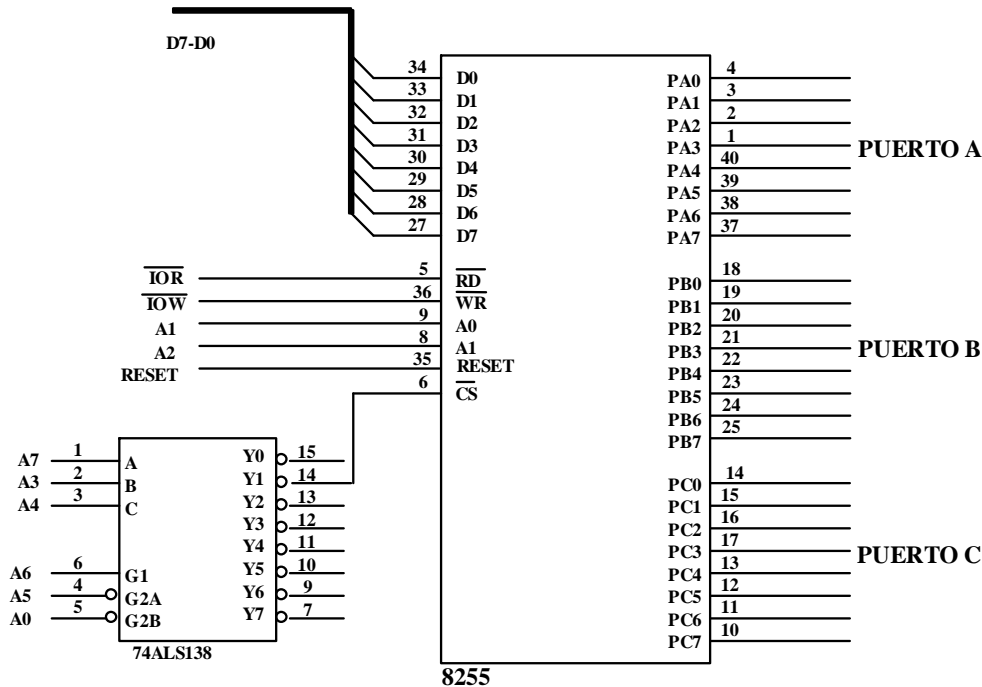 D7-D0
34 D0 PA0 4
33 D1 PA1 3
32 D2 PA2 2
31 D3 PA3 1
30 D4 PA4 40
29 D5 PA5 39
28 D6 PA6 38
27 D7 PA7 37
PUERTO A
IOR 5 RD
IOW 36 WR
A1 9 A0
A2 8 A1
RESET 35 RESET
6 CS
PB0 18
PB1 19
PB2 20
PB3 21
PB4 22
PB5 23
PB6 24
PB7 25
PUERTO B
A7 1 A Y0 15
A3 2 B Y1 14
A4 3 C Y2 13
Y3 12
Y4 11
A6 6 G1 Y5 10
A5 4 G2A Y6 9
A0 5 G2B Y7 7
74ALS138
PC0 14
PC1 15
PC2 16
PC3 17
PC4 13
PC5 12
PC6 11
PC7 10
PUERTO C
8255